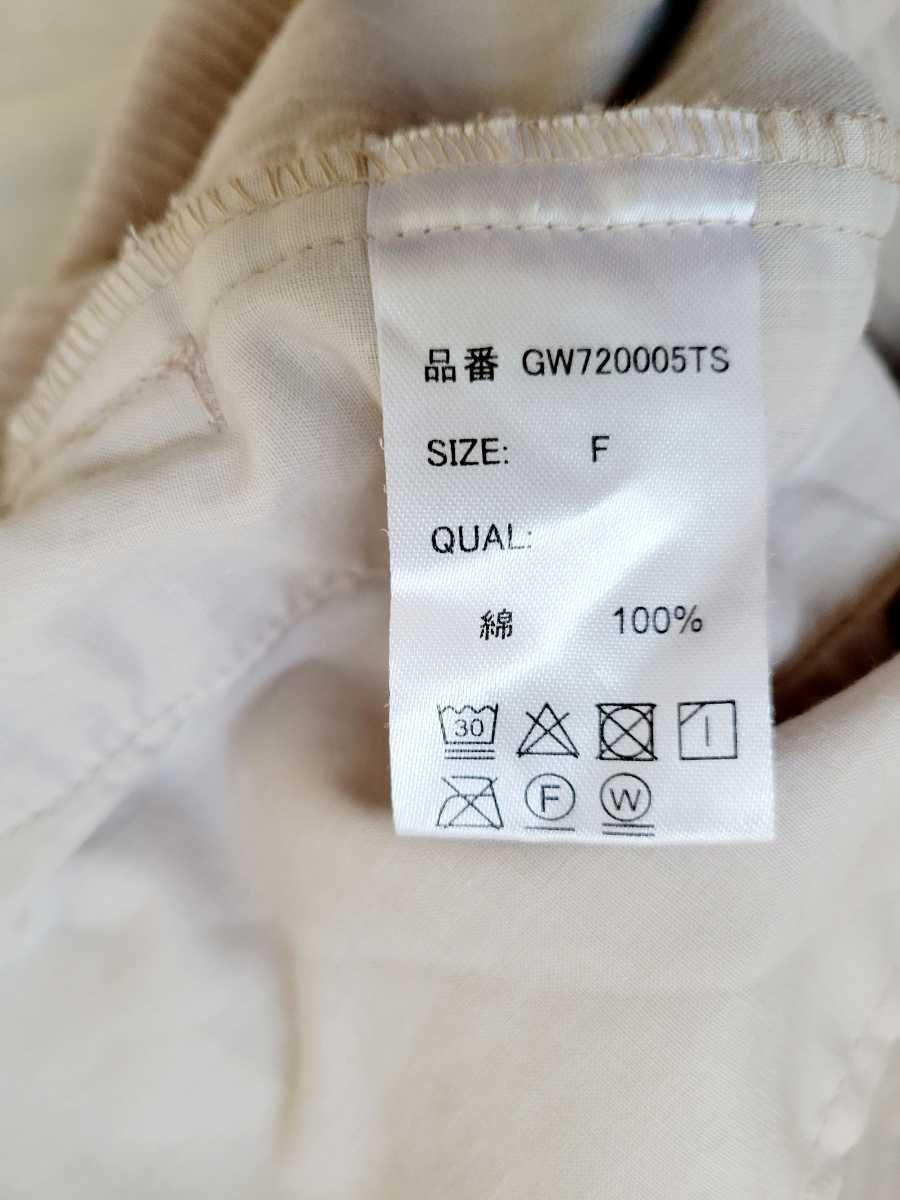 品番 GW720005TS
SIZE: F
QUAL:
綿 100%
30
F W